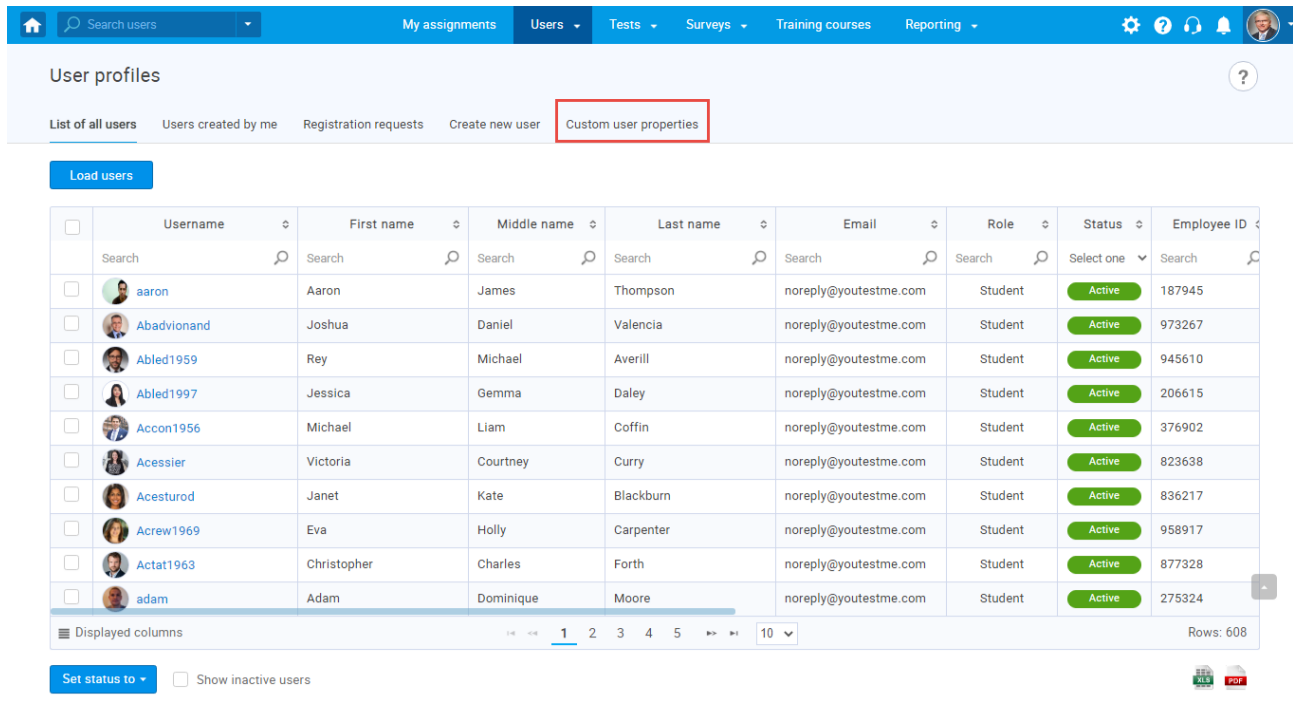 Search users My assignments Users Tests Surveys Training courses Reporting
User profiles
List of all users Users created by me Registration requests Create new user Custom user properties
Load users
Username First name Middle name Last name Email Role Status Employee ID
Search Search Search Search Search Search Select one Search
aaron Aaron James Thompson noreply@youtestme.com Student Active 187945
Abadvionand Joshua Daniel Valencia noreply@youtestme.com Student Active 973267
Abled1959 Rey Michael Averill noreply@youtestme.com Student Active 945610
Abled1997 Jessica Gemma Daley noreply@youtestme.com Student Active 206615
Accon1956 Michael Liam Coffin noreply@youtestme.com Student Active 376902
Acessier Victoria Courtney Curry noreply@youtestme.com Student Active 823638
Acesturod Janet Kate Blackburn noreply@youtestme.com Student Active 836217
Acrew1969 Eva Holly Carpenter noreply@youtestme.com Student Active 958917
Actat1963 Christopher Charles Forth noreply@youtestme.com Student Active 877328
adam Adam Dominique Moore noreply@youtestme.com Student Active 275324
Displayed columns 1 2 3 4 5 10 Rows: 608
Set status to Show inactive users XLS PDF